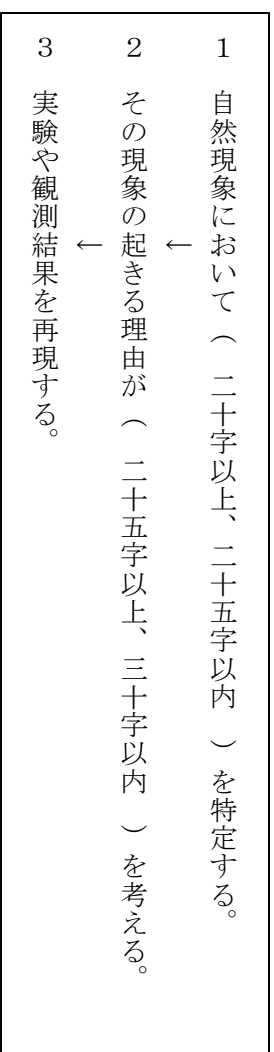 １　自然現象において（　二十字以上、二十五字以内　）を特定する。
←
２　その現象の起きる理由が（　二十五字以上、三十字以内　）を考える。
←
３　実験や観測結果を再現する。